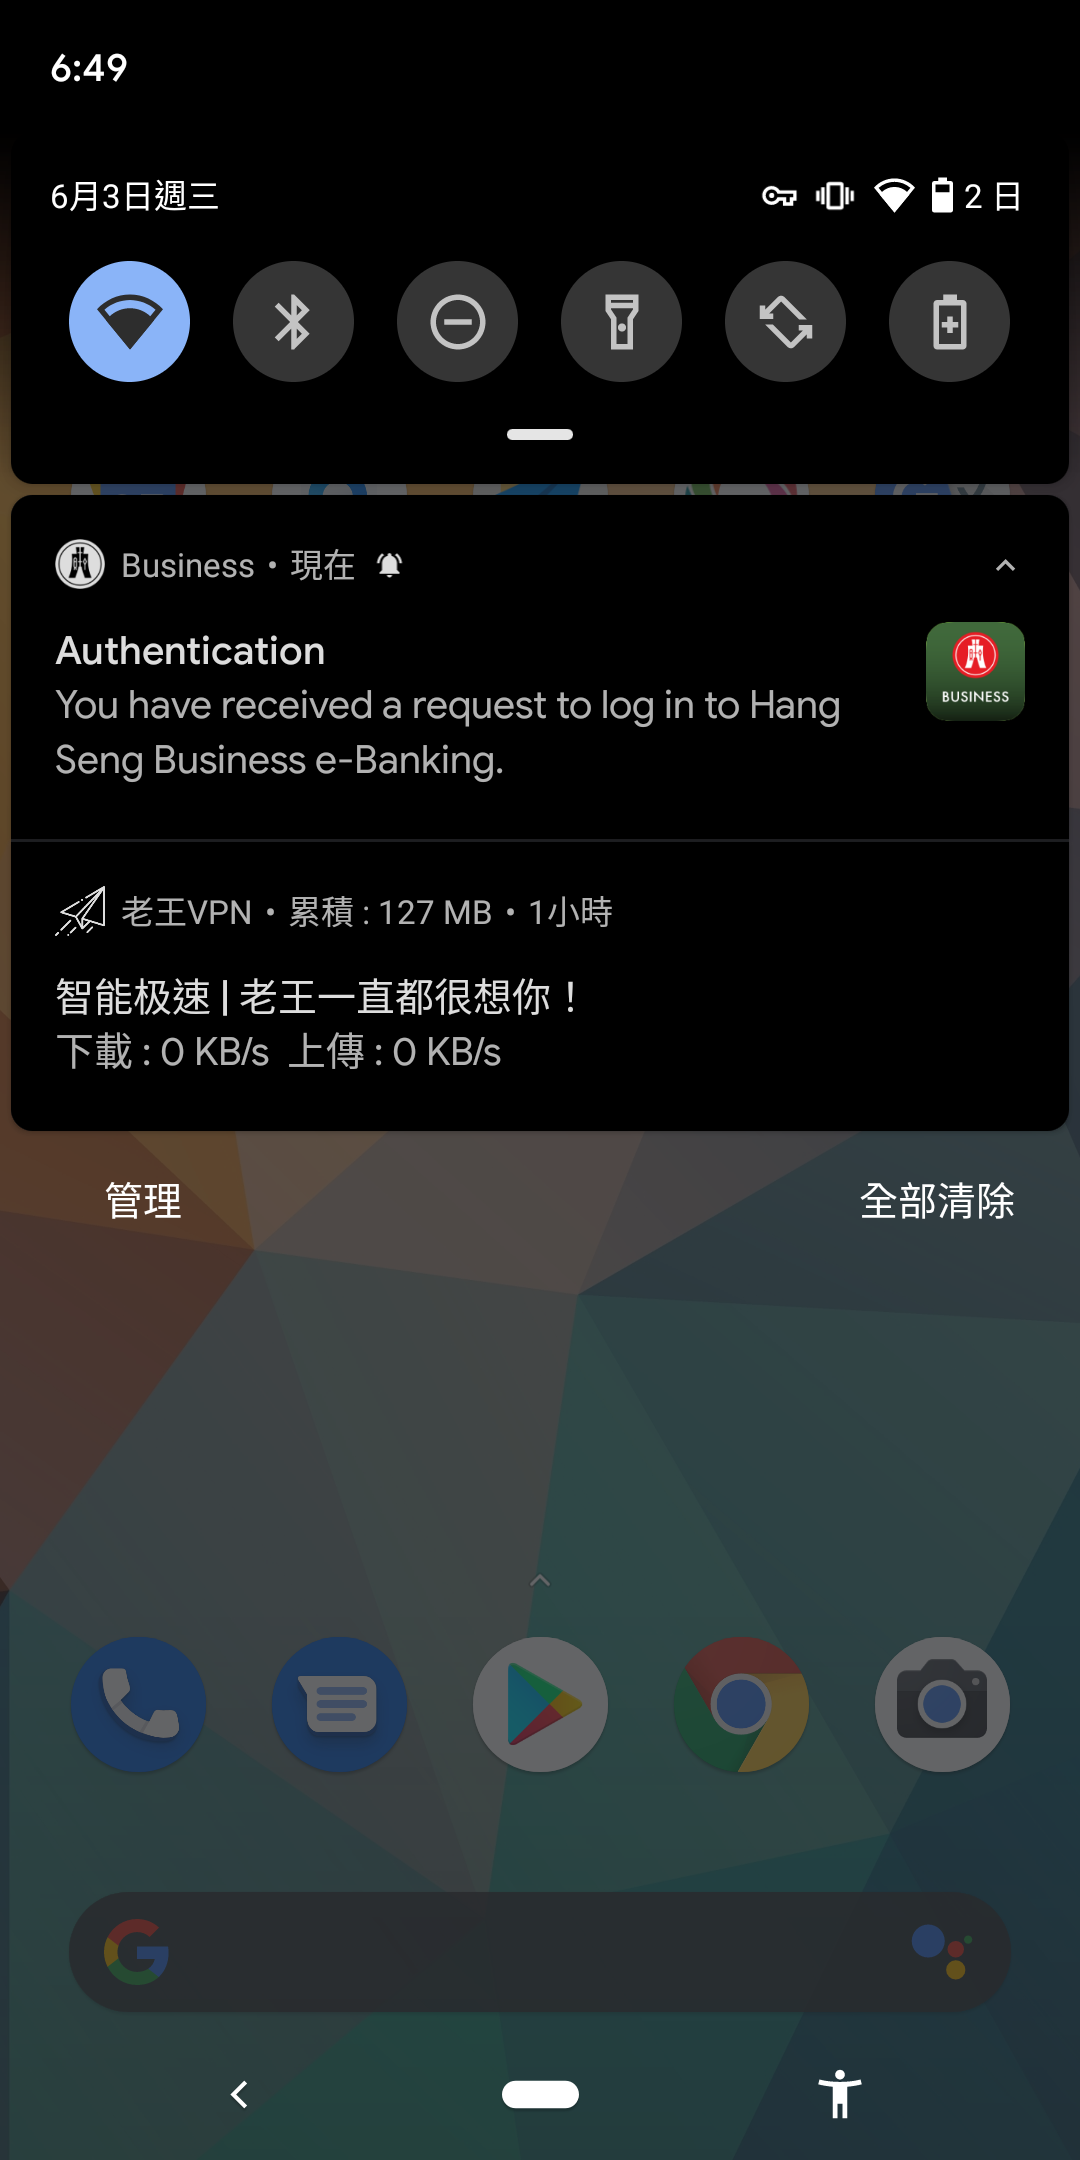 6:49
6月3日週三
2 日
Business • 現在
Authentication
You have received a request to log in to Hang
Seng Business e-Banking.
BUSINESS
老王VPN • 累積 : 127 MB • 1小時
智能极速 | 老王一直都很想你！
下載 : 0 KB/s 上傳 : 0 KB/s
管理
全部清除